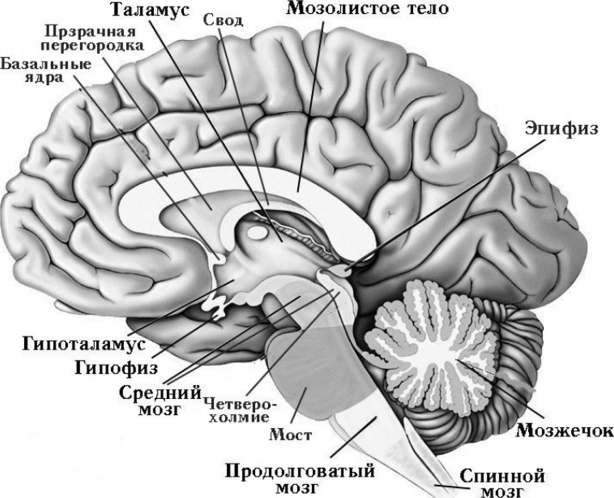 Таламус
Свод
Мозолистое тело
Прзрачная
перегородка
Базальные
ядра
Эпифиз
Гипоталамус
Гипофиз
Средний
мозг
Четверо-
холмие
Мост
Продолговатый
мозг
Спинной
мозг
Мозжечок